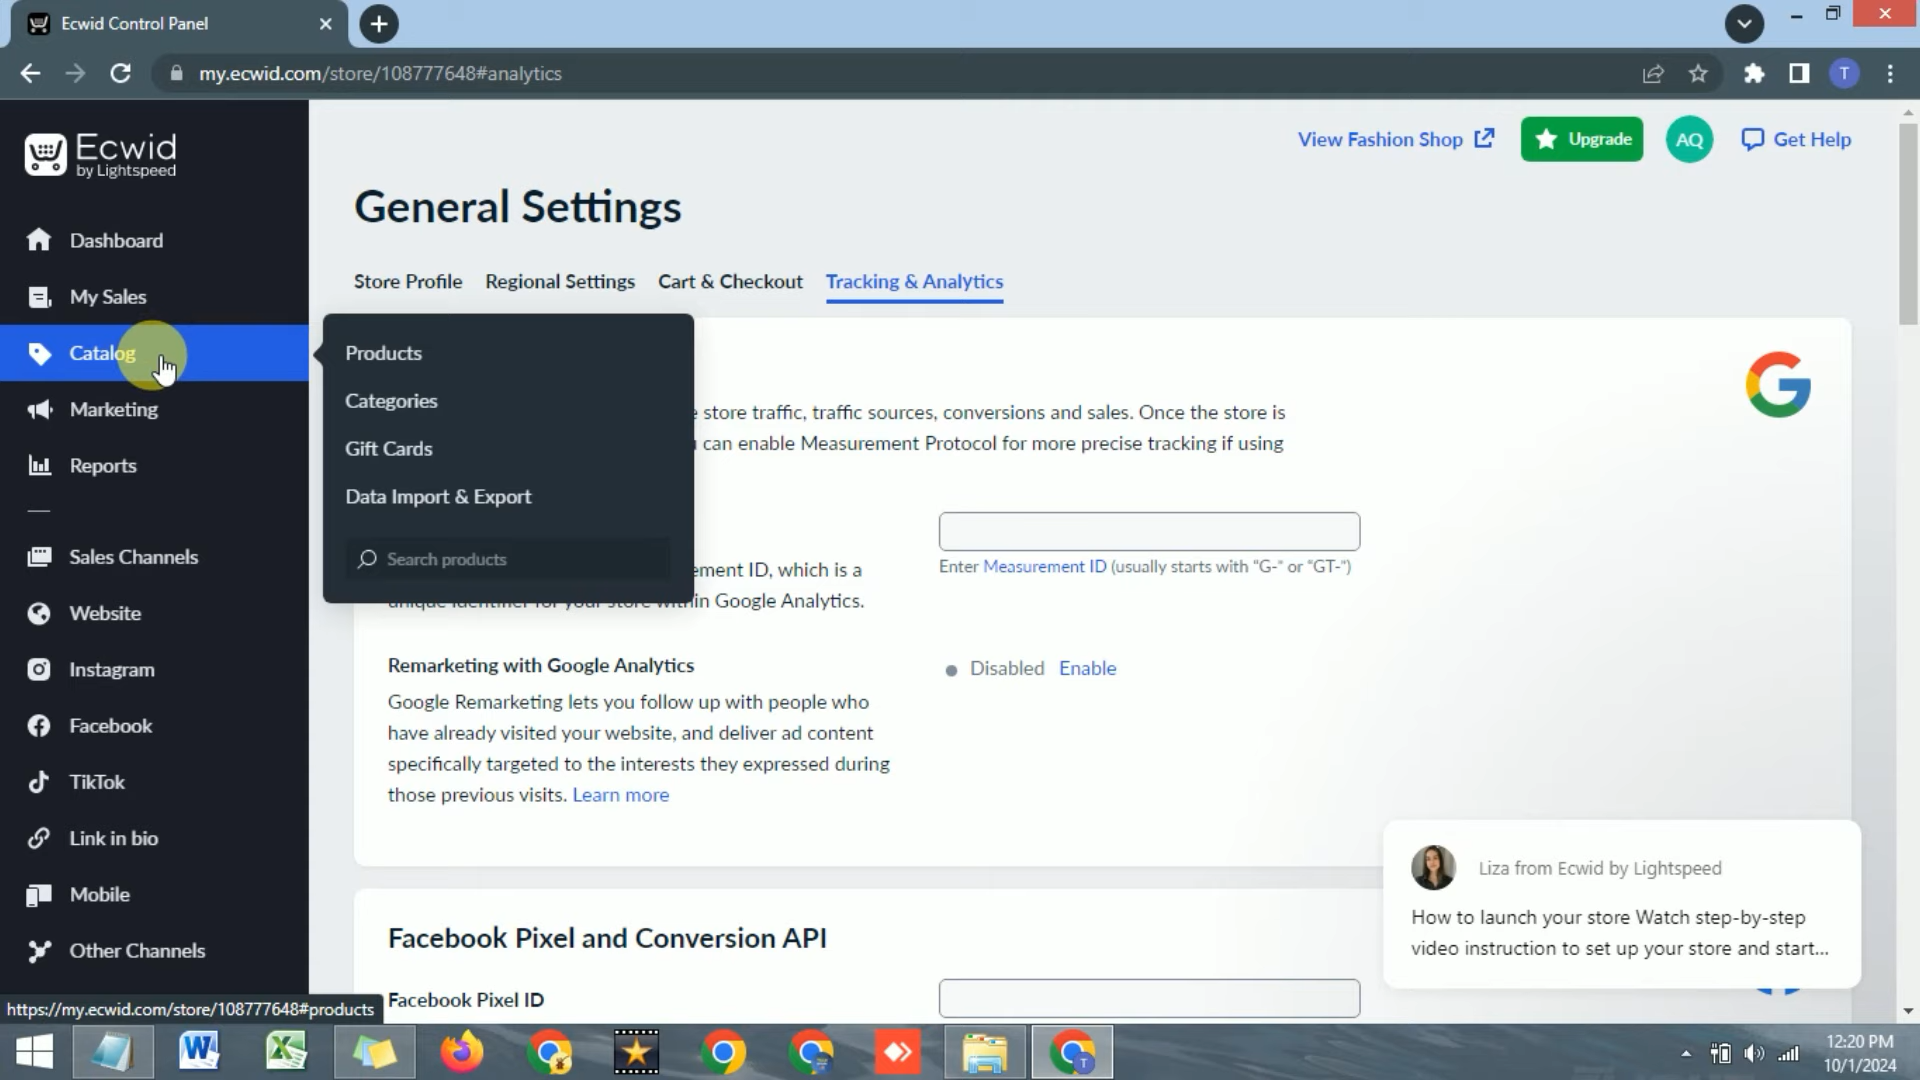 Ecwid Control Panel
my.ecwid.com/store/108777648#analytics
T
Ecwid
by Lightspeed
View Fashion Shop
Upgrade
AQ
Get Help
General Settings
Dashboard
My Sales
Catalog
Marketing
Reports
Sales Channels
Website
Instagram
Facebook
TikTok
Link in bio
Mobile
Other Channels
Store Profile
Regional Settings
Cart & Checkout
Tracking & Analytics
Products
Categories
Gift Cards
Data Import & Export
Search products
store traffic, traffic sources, conversions and sales. Once the store is
can enable Measurement Protocol for more precise tracking if using
ement ID, which is a
unique identifier for your store within Google Analytics.
Enter Measurement ID (usually starts with "G-" or "GT-")
Remarketing with Google Analytics
Disabled Enable
Google Remarketing lets you follow up with people who
have already visited your website, and deliver ad content
specifically targeted to the interests they expressed during
those previous visits. Learn more
Facebook Pixel and Conversion API
Facebook Pixel ID
Liza from Ecwid by Lightspeed
How to launch your store Watch step-by-step
video instruction to set up your store and start...
https://my.ecwid.com/store/108777648#products
12:20 PM
10/1/2024